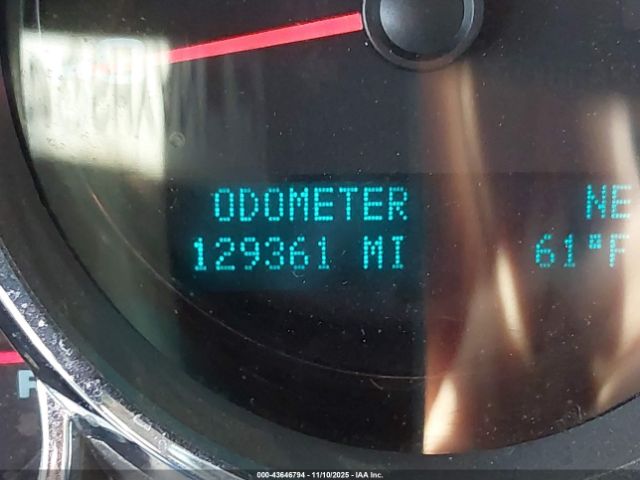 ODOMETER NE
129361 MI 61°F
F
000-43646794 - 11/10/2025 - IAA Inc.